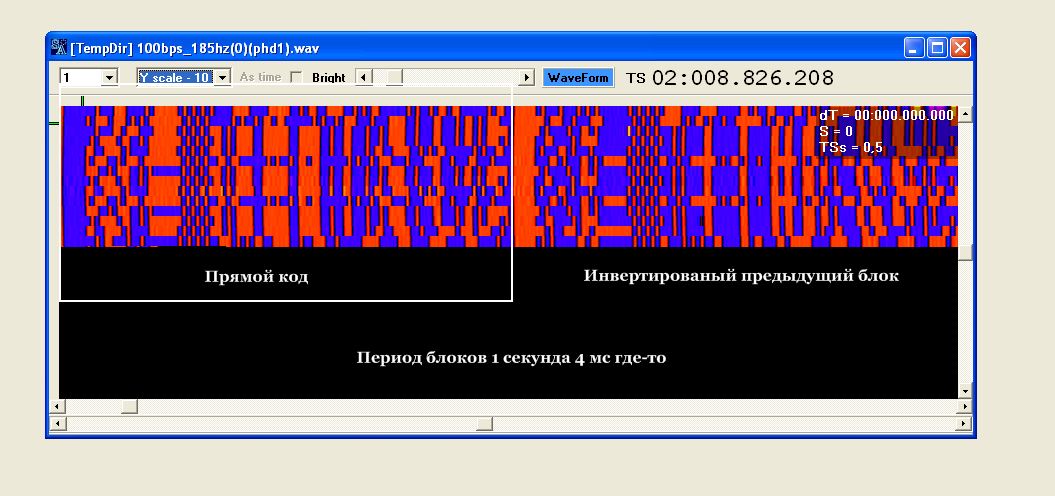 [TempDir] 100bps_185hz(0)(phd1).wav
1 Y scale - 10 As time Bright WaveForm TS 02:008.826.208
dT = 00:000.000.000
S = 0
TSs = 0,5
Прямой код
Инвертированый предыдущий блок
Период блоков 1 секунда 4 мс где-то